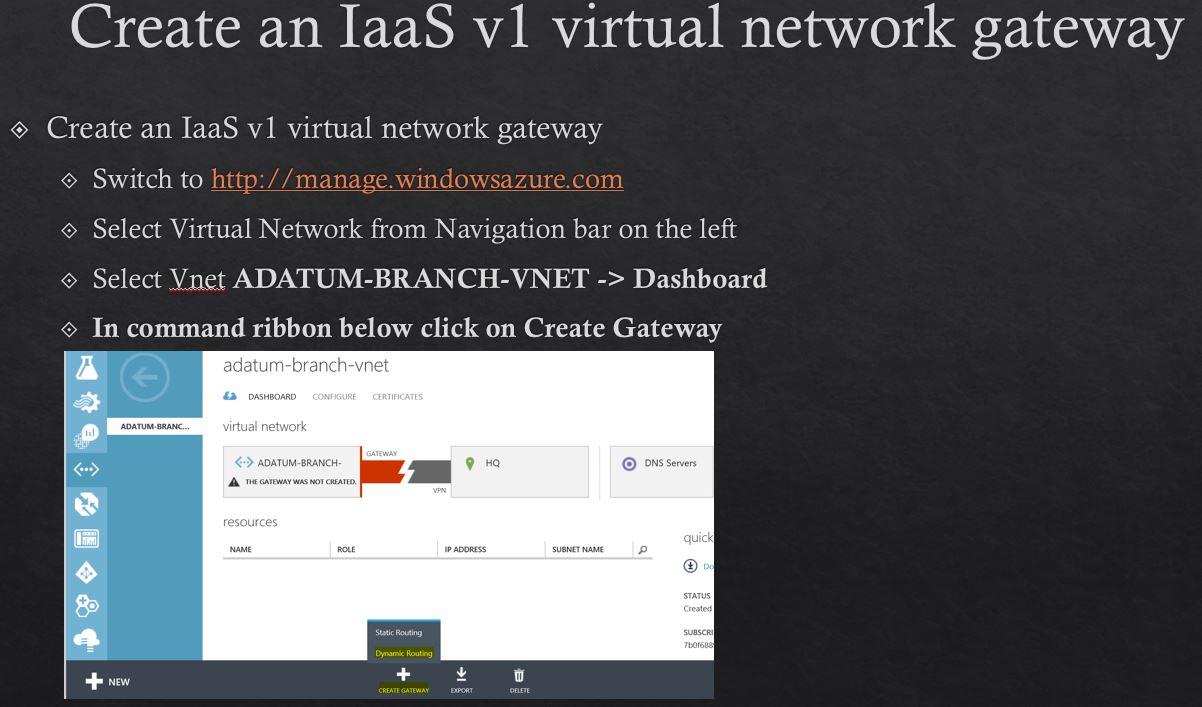 Create an IaaS v1 virtual network gateway
Create an IaaS v1 virtual network gateway
Switch to http://manage.windowsazure.com
Select Virtual Network from Navigation bar on the left
Select Vnet ADATUM-BRANCH-VNET -> Dashboard
In command ribbon below click on Create Gateway
adatum-branch-vnet
DASHBOARD CONFIGURE CERTIFICATES
ADATUM-BRANC...
virtual network
GATEWAY
ADATUM-BRANCH-
HQ
DNS Servers
THE GATEWAY WAS NOT CREATED.
VPN
resources
quick
NAME ROLE IP ADDRESS SUBNET NAME
Do
STATUS
Created
SUBSCRI
7b0f688
Static Routing
Dynamic Routing
NEW
CREATE GATEWAY EXPORT DELETE